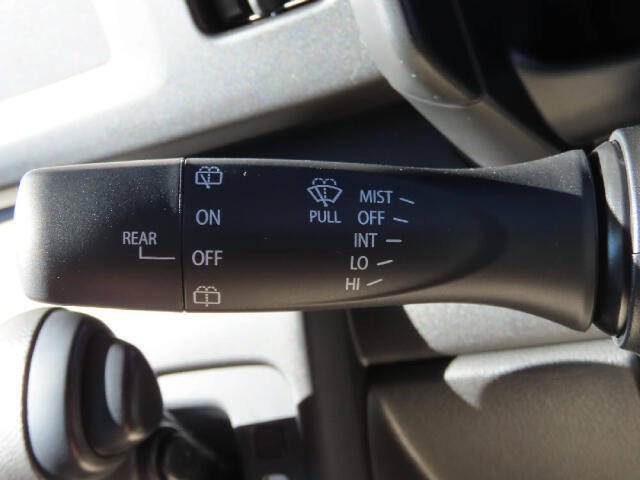 ON
REAR
OFF
PULL
MIST
OFF
INT
LO
HI